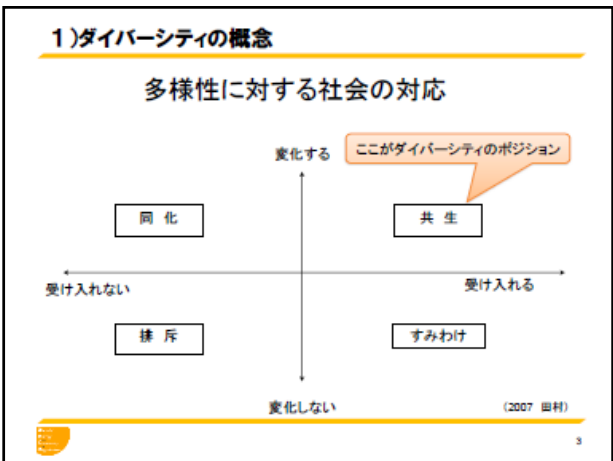 1)ダイバーシティの概念
多様性に対する社会の対応
変化する
ここがダイバーシティのポジション
同 化
共 生
受け入れない
受け入れる
排 斥
すみわけ
変化しない
(2007 田村)
3